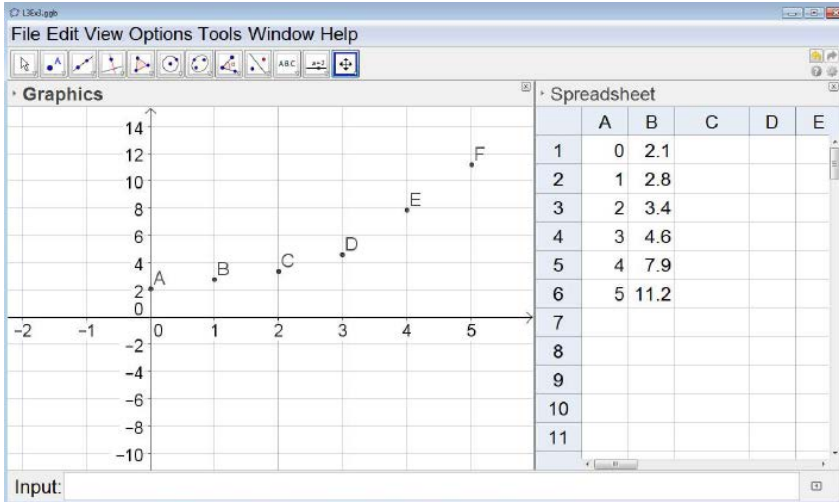 L3Ex3.ggb
File Edit View Options Tools Window Help
A ABC a=2
Graphics
14
12
10
8
6
4
2
0
−2 −1 0 1 2 3 4 5
−2
−4
−6
−8
−10
A B C D E F
Spreadsheet
A B C D E
1 0 2.1
2 1 2.8
3 2 3.4
4 3 4.6
5 4 7.9
6 5 11.2
7
8
9
10
11
Input: